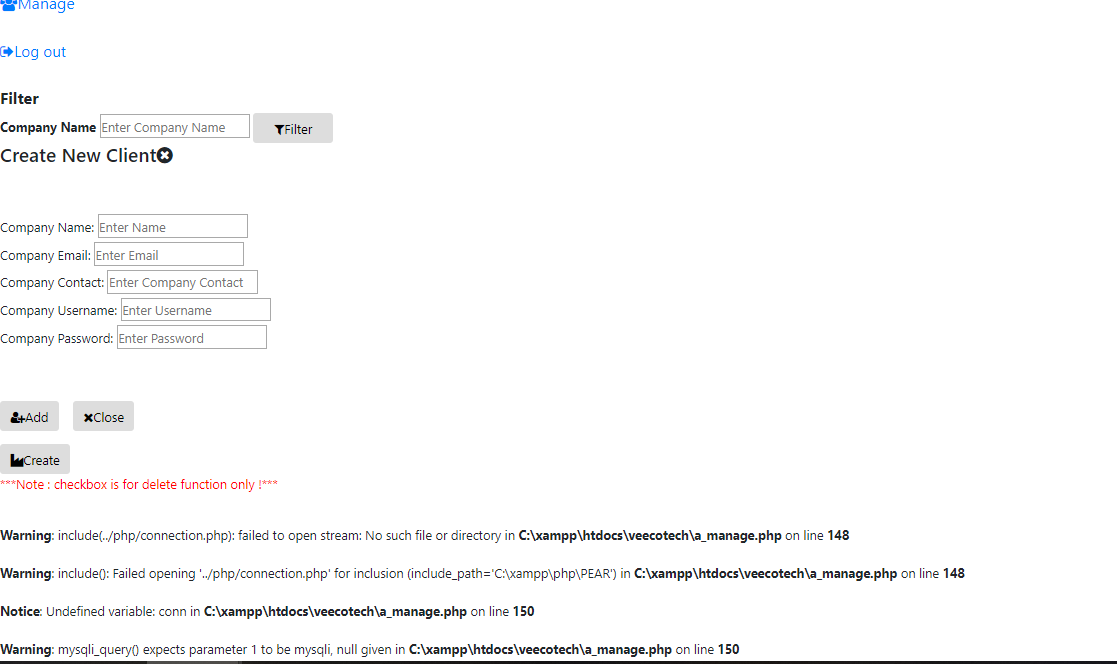 Manage
Log out
Filter
Company Name Enter Company Name Filter
Create New Client
Company Name: Enter Name
Company Email: Enter Email
Company Contact: Enter Company Contact
Company Username: Enter Username
Company Password: Enter Password
Add Close
Create
***Note : checkbox is for delete function only !***
Warning: include(../php/connection.php): failed to open stream: No such file or directory in C:\xampp\htdocs\veecotech\a_manage.php on line 148
Warning: include(): Failed opening '../php/connection.php' for inclusion (include_path='C:\xampp\php\PEAR') in C:\xampp\htdocs\veecotech\a_manage.php on line 148
Notice: Undefined variable: conn in C:\xampp\htdocs\veecotech\a_manage.php on line 150
Warning: mysqli_query() expects parameter 1 to be mysqli, null given in C:\xampp\htdocs\veecotech\a_manage.php on line 150